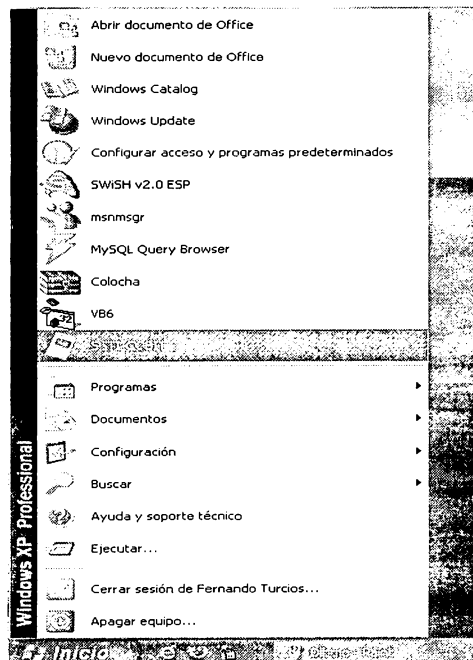 Abrir documento de Office
Nuevo documento de Office
Windows Catalog
Windows Update
Configurar acceso y programas predeterminados
SWiSH v2.0 ESP
msnmsgr
MySQL Query Browser
Colocha
VB6
Programas
Documentos
Configuración
Buscar
Ayuda y soporte técnico
Ejecutar...
Cerrar sesión de Fernando Turcios...
Apagar equipo...
Windows XP Professional
Inicio